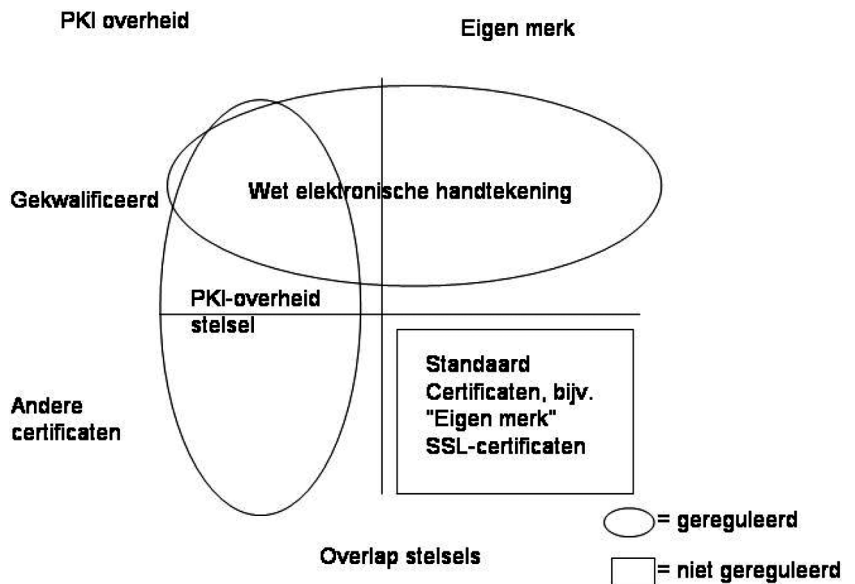 PKI overheid
Eigen merk
Gekwalificeerd
Wet elektronische handtekening
PKI-overheid
stelsel
Andere
certificaten
Standaard
Certificaten, bijv.
"Eigen merk"
SSL-certificaten
= gereguleerd
Overlap stelsels
= niet gereguleerd